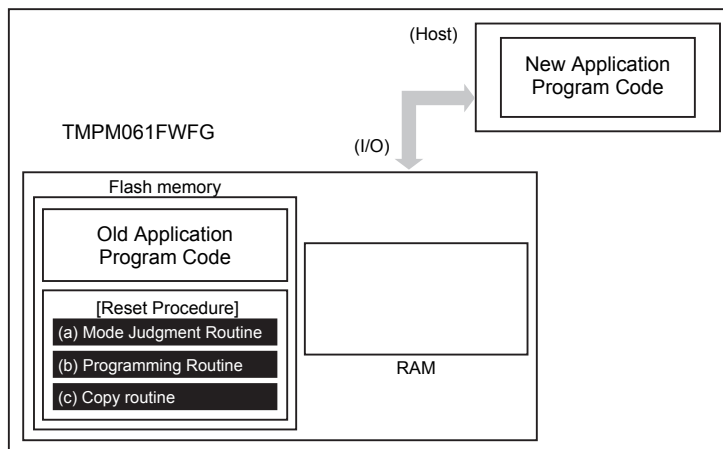 (Host)
New Application
Program Code
TMPM061FWFG
(I/O)
Flash memory
Old Application
Program Code
[Reset Procedure]
(a) Mode Judgment Routine
(b) Programming Routine
(c) Copy routine
RAM